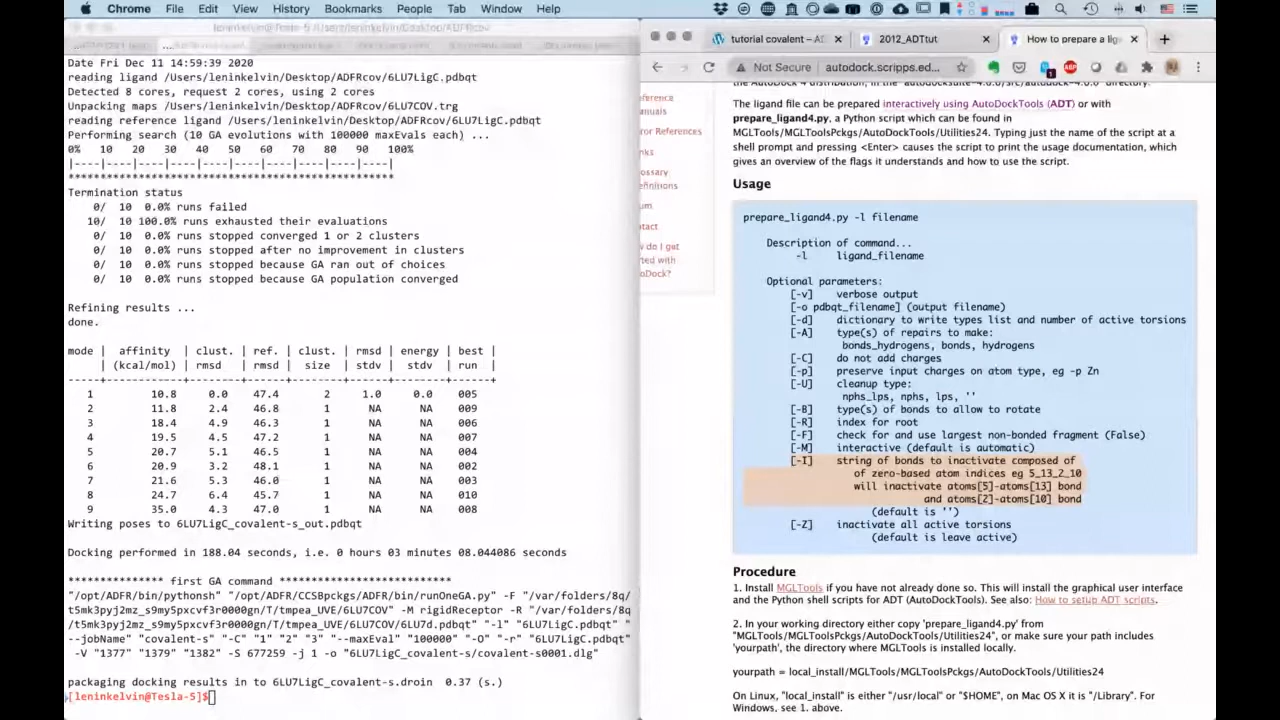 Chrome File Edit View History Bookmarks People Tab Window Help
leninkelvin@Tesla-5:/Users/leninkelvin/Desktop/ADFRcov
Date Fri Dec 11 14:59:39 2020
reading ligand /Users/leninkelvin/Desktop/ADFRcov/6LU7LigC.pdbqt
Detected 8 cores, request 2 cores, using 2 cores
Unpacking maps /Users/leninkelvin/Desktop/ADFRcov/6LU7COV.trg
reading reference ligand /Users/leninkelvin/Desktop/ADFRcov/6LU7LigC.pdbqt
Performing search (10 GA evolutions with 100000 maxEvals each) ...
0% 10 20 30 40 50 60 70 80 90 100%
|----|----|----|----|----|----|----|----|----|----|
***************************************************
Termination status
0/ 10 0.0% runs failed
10/ 10 100.0% runs exhausted their evaluations
0/ 10 0.0% runs stopped converged 1 or 2 clusters
0/ 10 0.0% runs stopped after no improvement in clusters
0/ 10 0.0% runs stopped because GA ran out of choices
0/ 10 0.0% runs stopped because GA population converged
Refining results ...
done.
mode | affinity | clust. | ref. | clust. | rmsd | energy | best |
| (kcal/mol) | rmsd | rmsd | size | stdv | stdv | run |
-----+------------+--------+------+--------+------+--------+------+
1 10.8 0.0 47.4 2 1.0 0.0 005
2 11.8 2.4 46.8 1 NA NA 009
3 18.4 4.9 46.3 1 NA NA 006
4 19.5 4.5 47.2 1 NA NA 007
5 20.7 5.1 46.5 1 NA NA 004
6 20.9 3.2 48.1 1 NA NA 002
7 21.6 5.3 46.0 1 NA NA 003
8 24.7 6.4 45.7 1 NA NA 010
9 35.0 4.3 47.0 1 NA NA 008
Writing poses to 6LU7LigC_covalent-s_out.pdbqt
Docking performed in 188.04 seconds, i.e. 0 hours 03 minutes 08.044086 seconds
*************** first GA command ***************************
"/opt/ADFR/bin/pythonsh" "/opt/ADFR/CCSBpckgs/ADFR/bin/runOneGA.py" -F "/var/folders/8q/
t5mk3pyj2mz_s9my5pxcvf3r0000gn/T/tmpea_UVE/6LU7COV" -M rigidReceptor -R "/var/folders/8q
/t5mk3pyj2mz_s9my5pxcvf3r0000gn/T/tmpea_UVE/6LU7d.pdbqt" "-l" "6LU7LigC.pdbqt"
"--jobName" "covalent-s" "-C" "1" "2" "3" "--maxEval" "100000" "-O" "-r" "6LU7LigC.pdbqt"
-V "1377" "1379" "1382" -S 677259 -j 1 -o "6LU7LigC_covalent-s/covalent-s0001.dlg"
packaging docking results in to 6LU7LigC_covalent-s.droin 0.37 (s.)
[leninkelvin@Tesla-5]$
tutorial covalent – AD
2012_ADTtut
How to prepare a lig
Not Secure | autodock.scripps.ed...
eference
anuals
ror References
nks
ossary
efinitions
um
ntact
w do I get
rted with
oDock?
the AutoDock 4 distribution, in the
The ligand file can be prepared interactively using AutoDockTools (ADT) or with
prepare_ligand4.py, a Python script which can be found in
MGLTools/MGLToolsPckgs/AutoDockTools/Utilities24. Typing just the name of the script at a
shell prompt and pressing <Enter> causes the script to print the usage documentation, which
gives an overview of the flags it understands and how to use the script.
Usage
prepare_ligand4.py -l filename
Description of command...
-l ligand_filename
Optional parameters:
[-v] verbose output
[-o pdbqt_filename] (output filename)
[-d] dictionary to write types list and number of active torsions
[-A] type(s) of repairs to make:
bonds_hydrogens, bonds, hydrogens
[-C] do not add charges
[-p] preserve input charges on atom type, eg -p Zn
[-U] cleanup type:
nphs_lps, nphs, lps, ''
[-B] type(s) of bonds to allow to rotate
[-R] index for root
[-F] check for and use largest non-bonded fragment (False)
[-M] interactive (default is automatic)
[-I] string of bonds to inactivate composed of
of zero-based atom indices eg 5_13_2_10
will inactivate atoms[5]-atoms[13] bond
and atoms[2]-atoms[10] bond
(default is '')
[-Z] inactivate all active torsions
(default is leave active)
Procedure
1. Install MGLTools if you have not already done so. This will install the graphical user interface
and the Python shell scripts for ADT (AutoDockTools). See also: How to setup ADT scripts.
2. In your working directory either copy 'prepare_ligand4.py' from
"MGLTools/MGLToolsPckgs/AutoDockTools/Utilities24", or make sure your path includes
'yourpath', the directory where MGLTools is installed locally.
yourpath = local_install/MGLTools/MGLToolsPckgs/AutoDockTools/Utilities24
On Linux, "local_install" is either "/usr/local" or "$HOME", on Mac OS X it is "/Library". For
Windows, see 1. above.